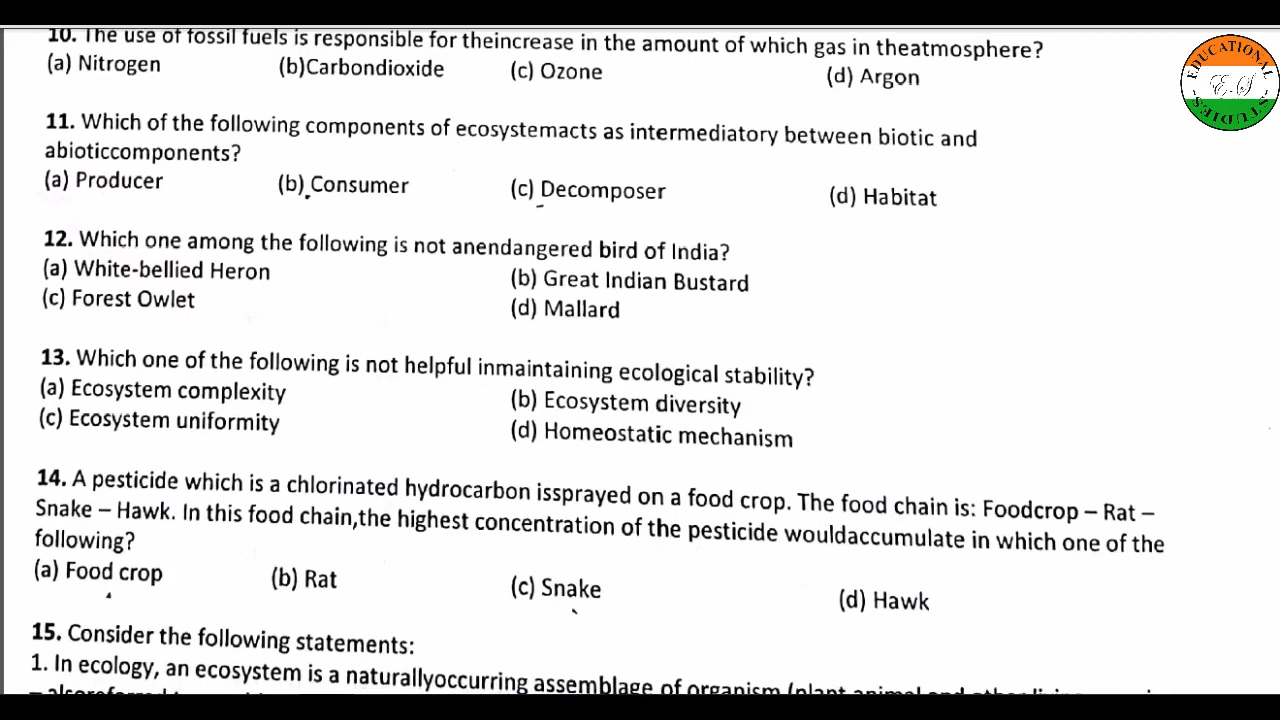 10. The use of fossil fuels is responsible for theincrease in the amount of which gas in theatmosphere?
(a) Nitrogen (b)Carbondioxide (c) Ozone (d) Argon
EDUCATIONAL
E.S
STUDIES
11. Which of the following components of ecosystemacts as intermediatory between biotic and
abioticcomponents?
(a) Producer (b) Consumer (c) Decomposer (d) Habitat
12. Which one among the following is not anendangered bird of India?
(a) White-bellied Heron (b) Great Indian Bustard
(c) Forest Owlet (d) Mallard
13. Which one of the following is not helpful inmaintaining ecological stability?
(a) Ecosystem complexity (b) Ecosystem diversity
(c) Ecosystem uniformity (d) Homeostatic mechanism
14. A pesticide which is a chlorinated hydrocarbon issprayed on a food crop. The food chain is: Foodcrop – Rat –
Snake – Hawk. In this food chain,the highest concentration of the pesticide wouldaccumulate in which one of the
following?
(a) Food crop (b) Rat (c) Snake (d) Hawk
15. Consider the following statements:
1. In ecology, an ecosystem is a naturallyoccurring assemblage of organism (plant animal and other